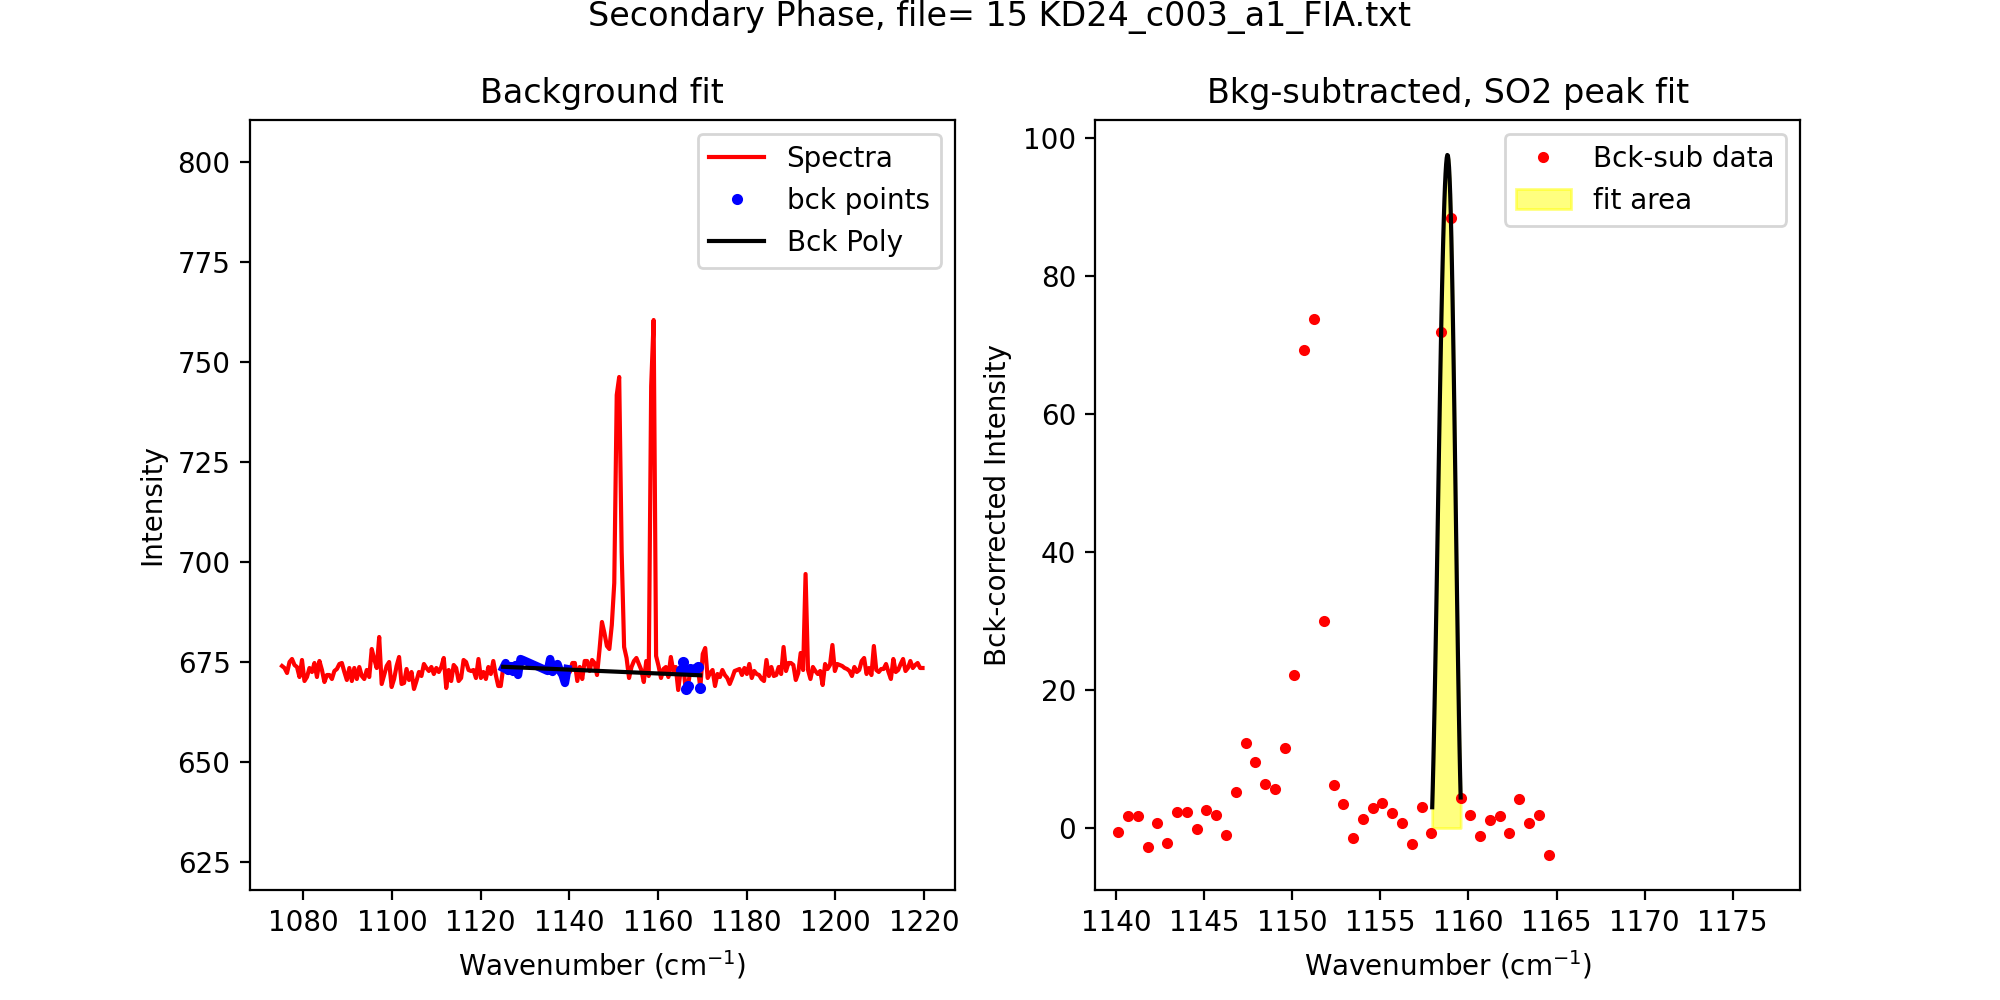 Secondary Phase, file= 15 KD24_c003_a1_FIA.txt
Background fit
Spectra
bck points
Bck Poly
800
775
750
725
700
675
650
625
Intensity
1080 1100 1120 1140 1160 1180 1200 1220
Wavenumber (cm⁻¹)
Bkg-subtracted, SO2 peak fit
Bck-sub data
fit area
100
80
60
40
20
0
Bck-corrected Intensity
1140 1145 1150 1155 1160 1165 1170 1175
Wavenumber (cm⁻¹)